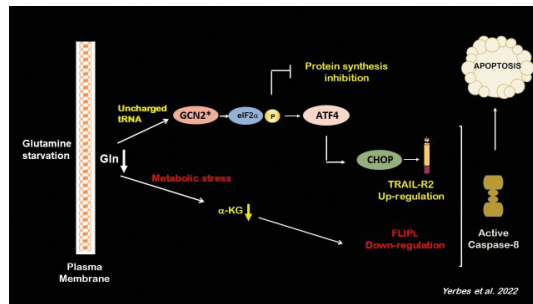 Protein synthesis
inhibition
APOPTOSIS
Uncharged
tRNA
GCN2*
eIF2α
P
ATF4
Glutamine
starvation
Gln
CHOP
Metabolic stress
TRAIL-R2
Up-regulation
α-KG
FLIPL
Down-regulation
Active
Caspase-8
Plasma
Membrane
Yerbes et al. 2022